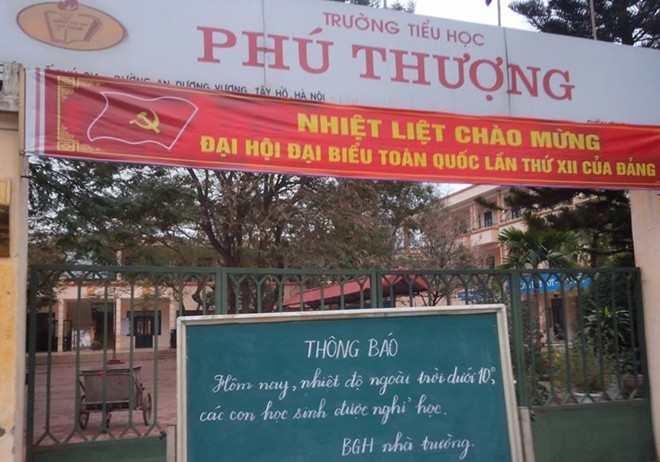 TRƯỜNG TIỂU HỌC
PHÚ THƯỢNG
ĐƯỜNG AN DƯƠNG VƯƠNG, TÂY HỒ, HÀ NỘI
NHIỆT LIỆT CHÀO MỪNG
ĐẠI HỘI ĐẠI BIỂU TOÀN QUỐC LẦN THỨ XII CỦA ĐẢNG
THÔNG BÁO
Hôm nay, nhiệt độ ngoài trời dưới 10°,
các con học sinh được nghỉ học.
BGH nhà trường.